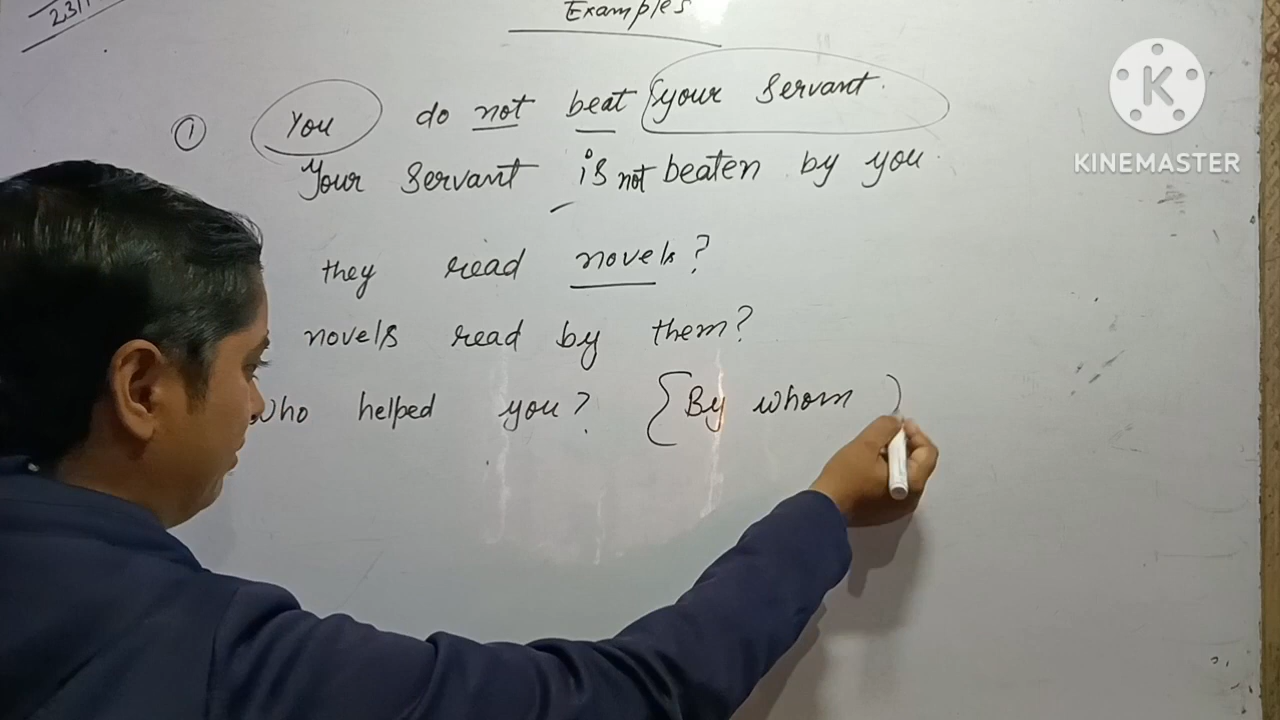 Examples
① You do not beat your servant.
Your servant is not beaten by you.
they read novels?
novels read by them?
who helped you? {By whom )
K
KINEMASTER